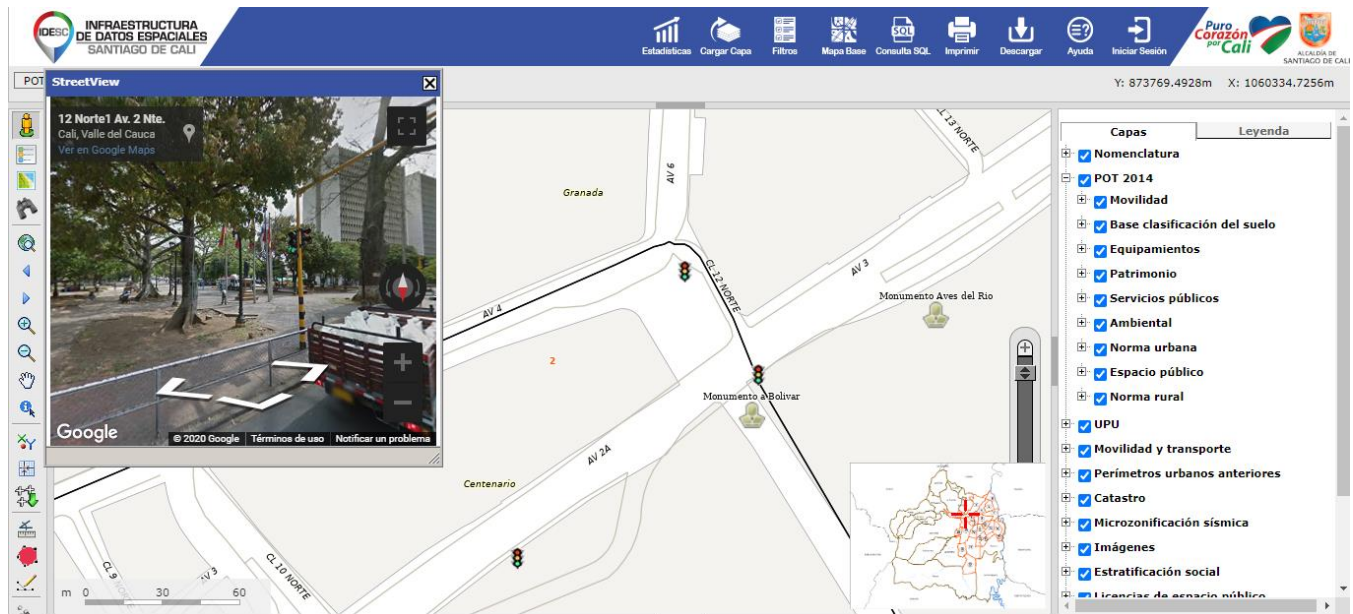 IDESC
INFRAESTRUCTURA
DE DATOS ESPACIALES
SANTIAGO DE CALI
Estadísticas
Cargar Capa
Filtros
Mapa Base
SQL
Consulta SQL
Imprimir
Descargar
Ayuda
Iniciar Sesión
Puro
Corazón
por Cali
ALCALDÍA DE
SANTIAGO DE CALI
POT
Y: 873769.4928m X: 1060334.7256m
StreetView
12 Norte1 Av. 2 Nte.
Cali, Valle del Cauca
Ver en Google Maps
Google
© 2020 Google
Términos de uso
Notificar un problema
CL 13 NORTE
AV 6
Granada
CL 12 NORTE
AV 3
Monumento Aves del Rio
AV 4
2
Monumento a Bolivar
AV 2A
Centenario
CL 10 NORTE
m 0 30 60
Capas
Leyenda
Nomenclatura
POT 2014
Movilidad
Base clasificación del suelo
Equipamientos
Patrimonio
Servicios públicos
Ambiental
Norma urbana
Espacio público
Norma rural
UPU
Movilidad y transporte
Perímetros urbanos anteriores
Catastro
Microzonificación sísmica
Imágenes
Estratificación social
Licencias de espacio público